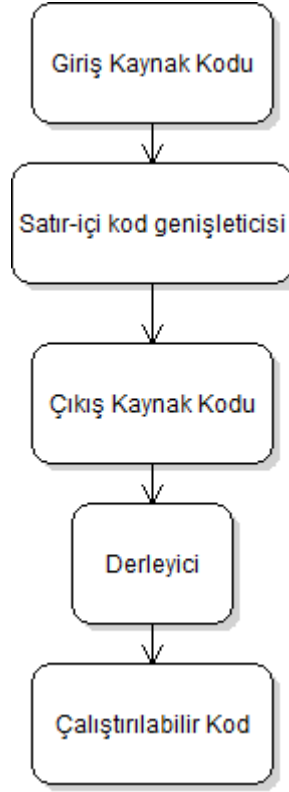 Giriş Kaynak Kodu
Satır-içi kod genişleticisi
Çıkış Kaynak Kodu
Derleyici
Çalıştırılabilir Kod